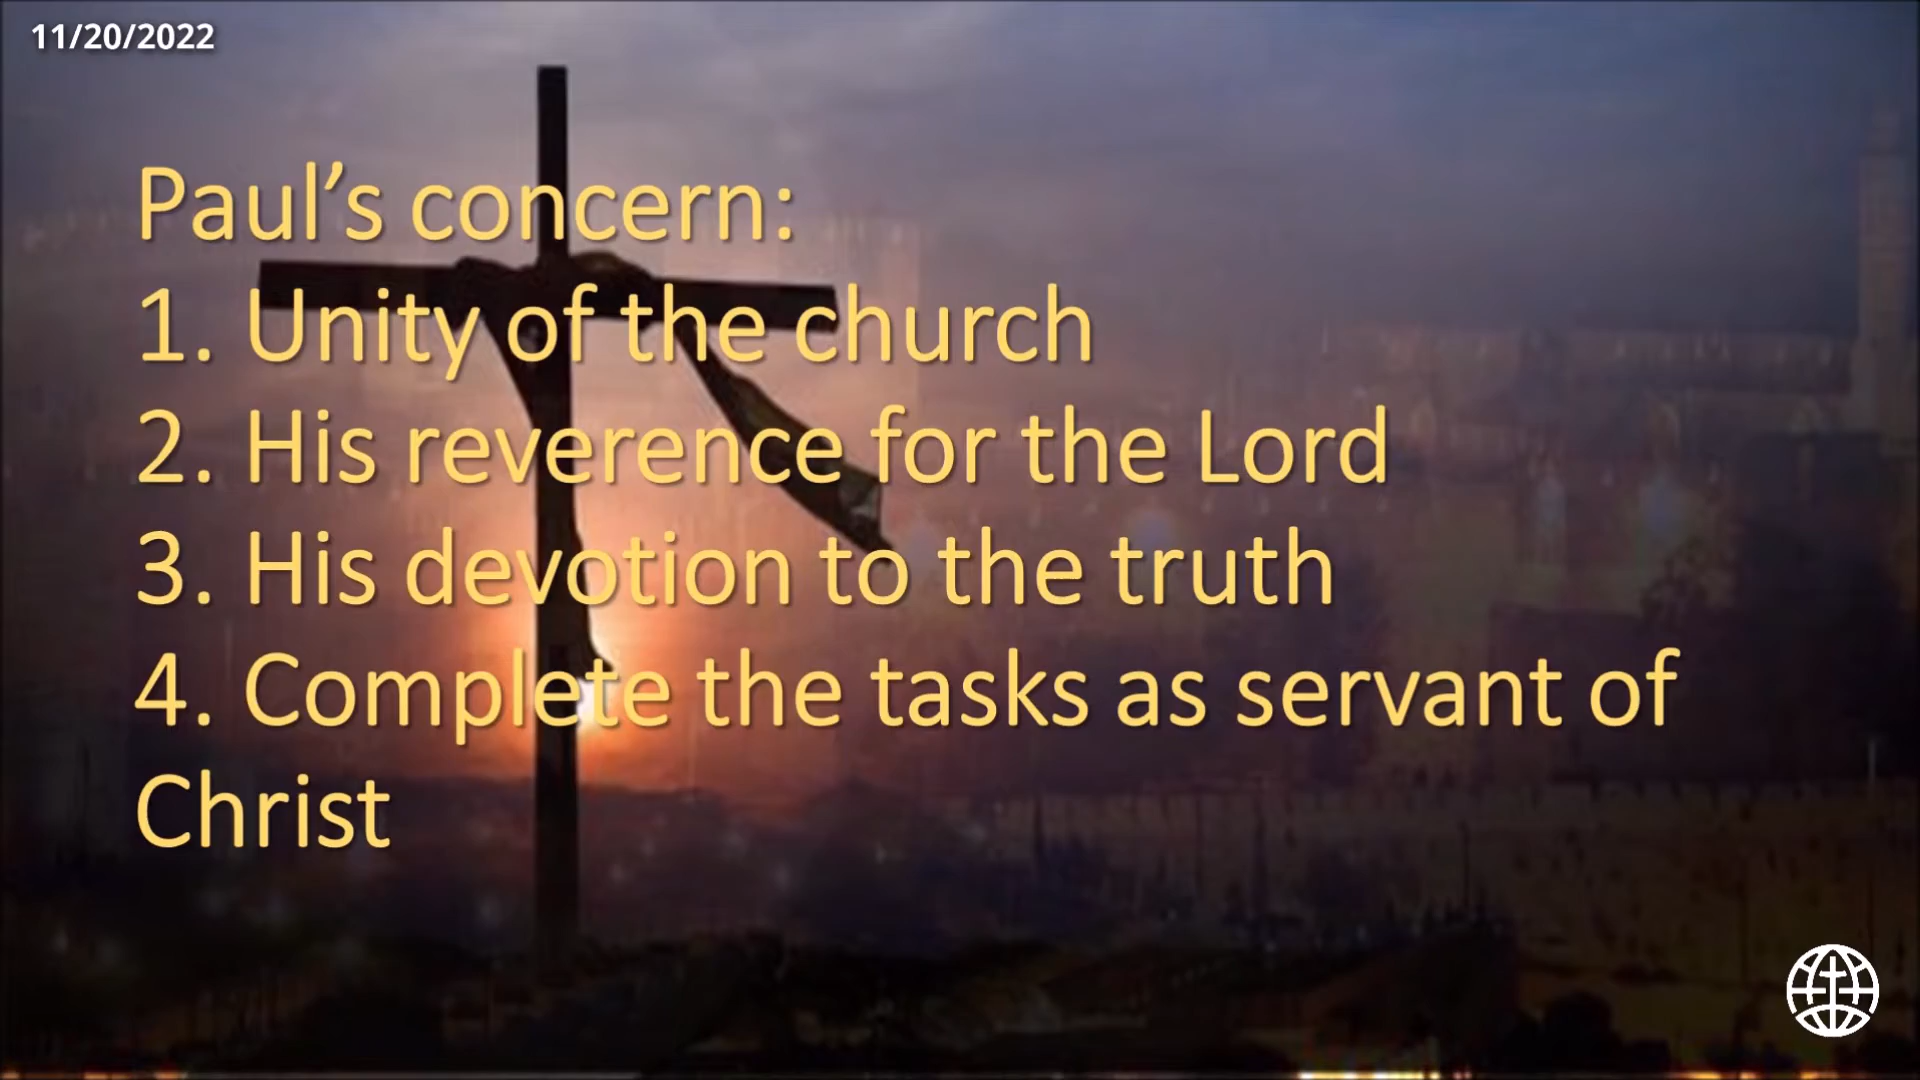 11/20/2022
Paul’s concern:
1. Unity of the church
2. His reverence for the Lord
3. His devotion to the truth
4. Complete the tasks as servant of
Christ